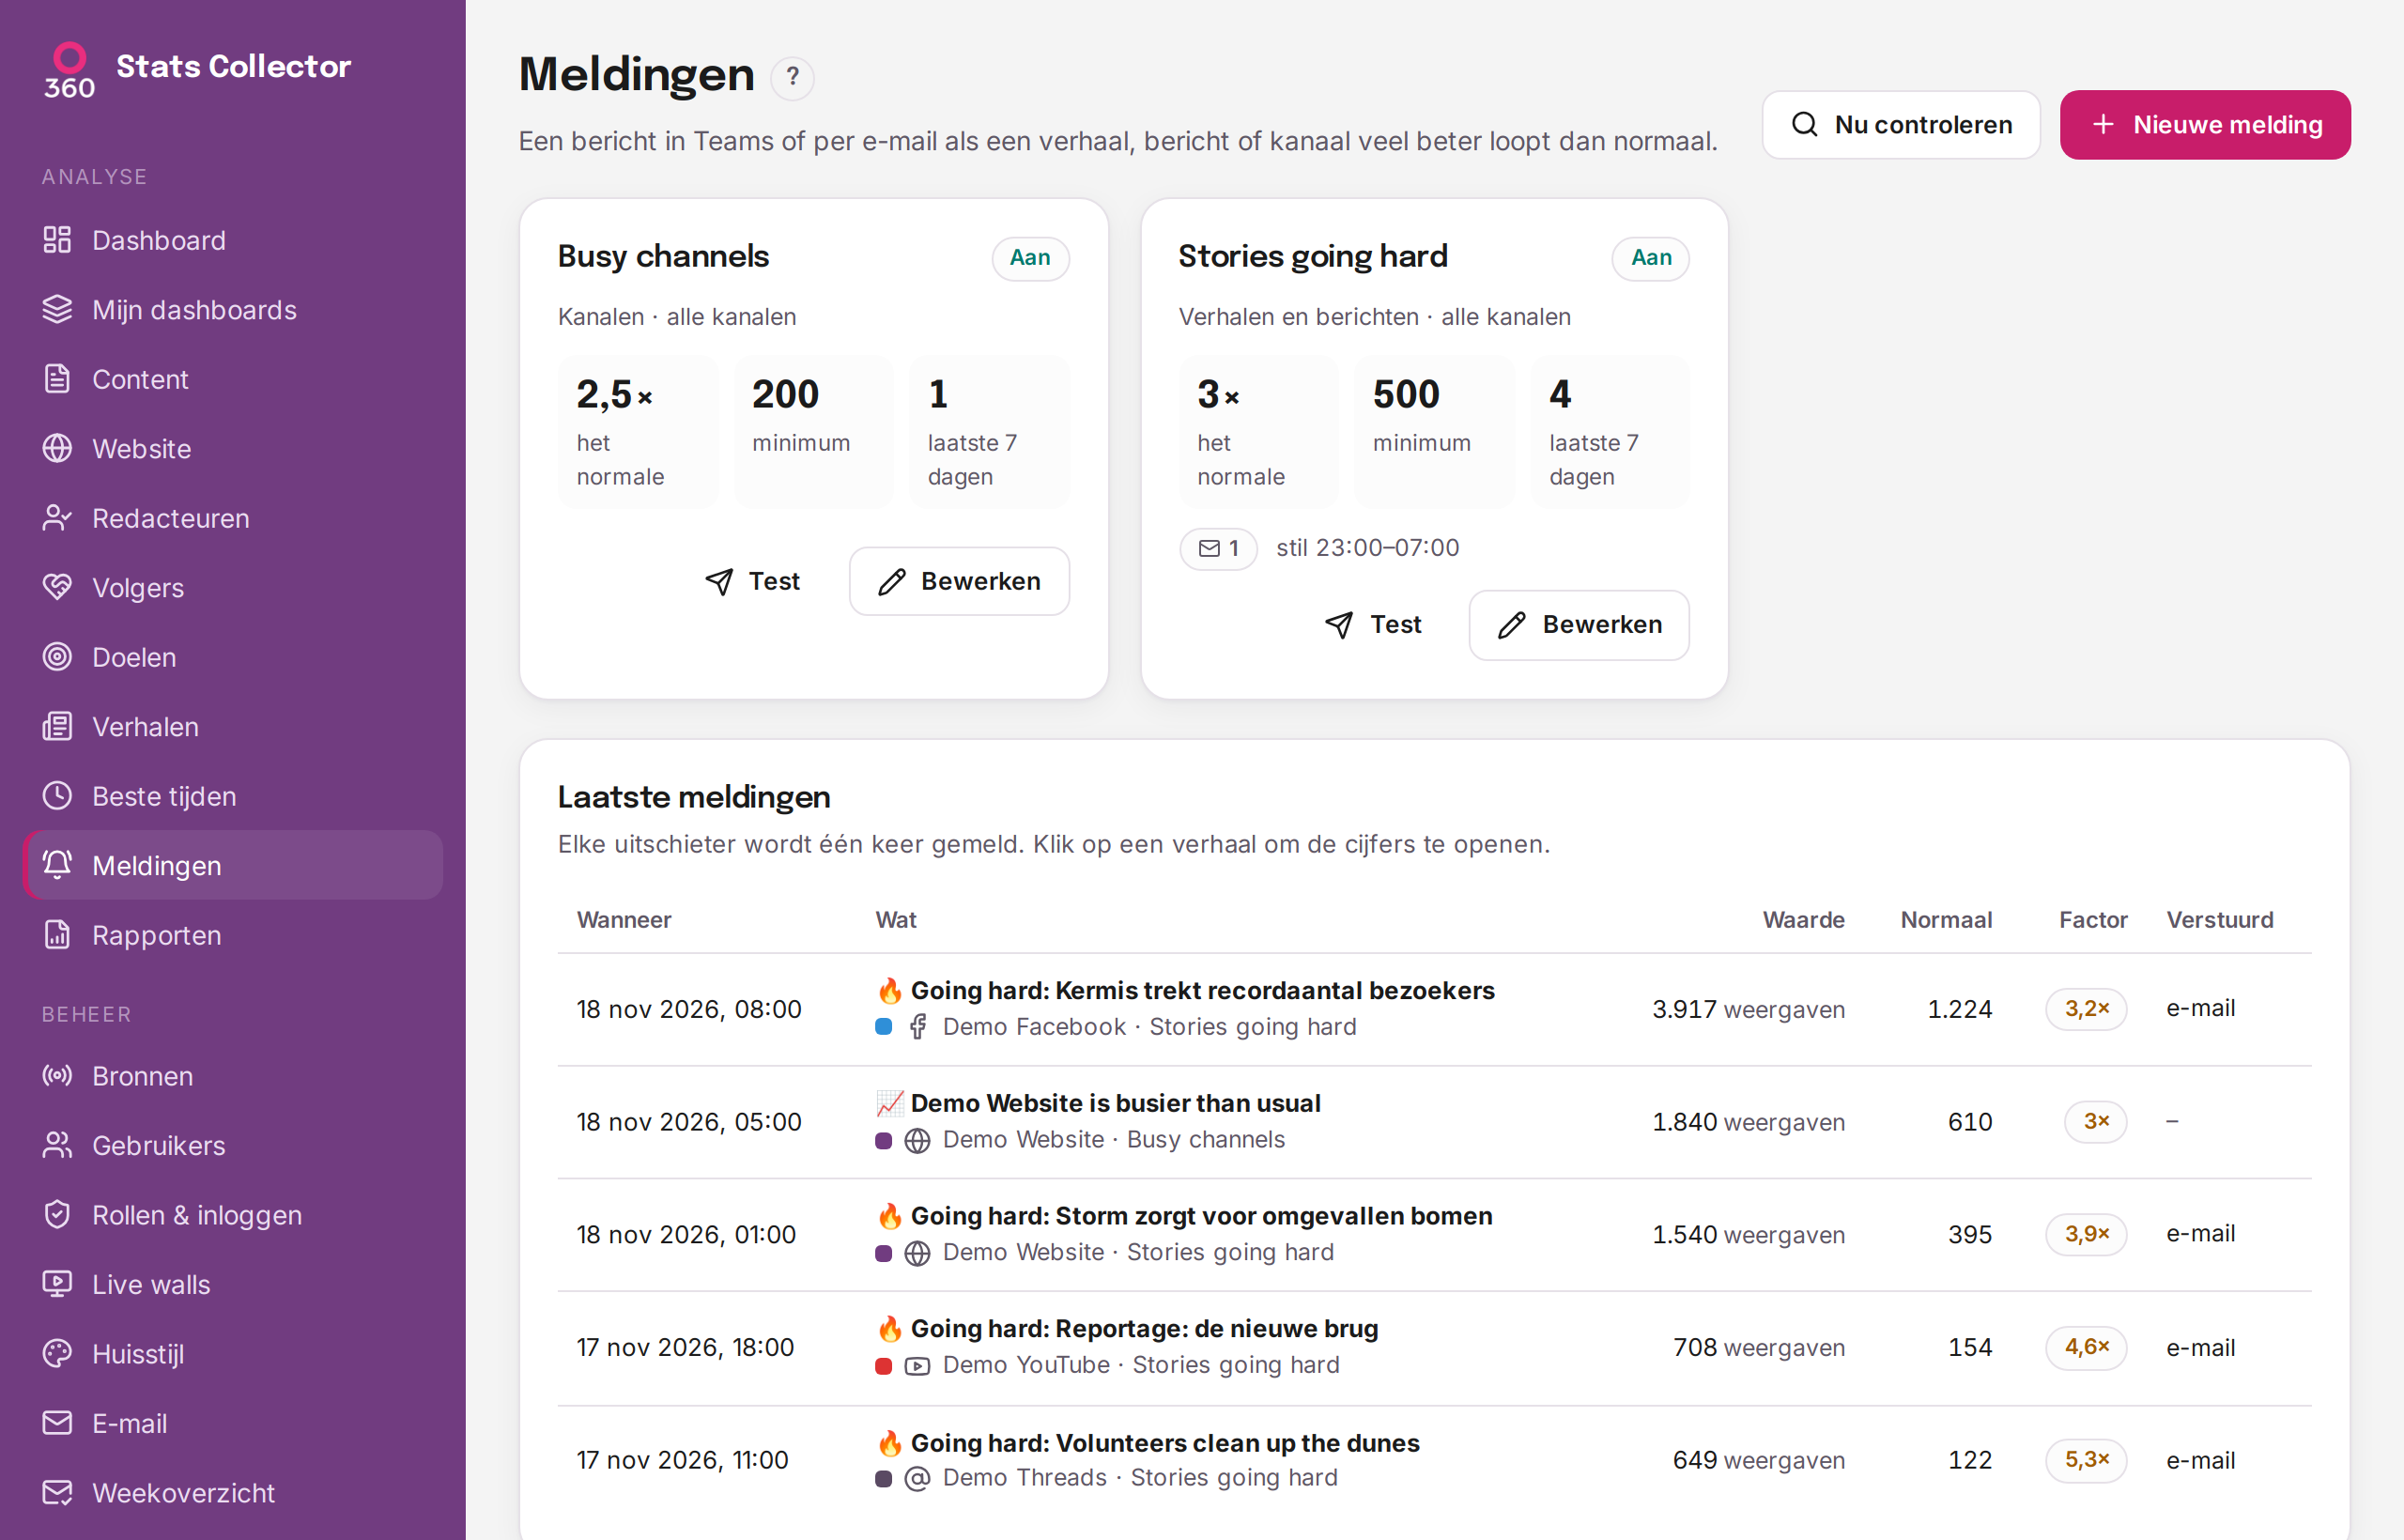 360 Stats Collector
ANALYSE
Dashboard
Mijn dashboards
Content
Website
Redacteuren
Volgers
Doelen
Verhalen
Beste tijden
Meldingen
Rapporten
BEHEER
Bronnen
Gebruikers
Rollen & inloggen
Live walls
Huisstijl
E-mail
Weekoverzicht
Meldingen ?
Een bericht in Teams of per e-mail als een verhaal, bericht of kanaal veel beter loopt dan normaal.
Nu controleren
+ Nieuwe melding
Busy channels Aan
Kanalen · alle kanalen
2,5× 200 1
het minimum laatste 7
normale dagen
Test Bewerken
Stories going hard Aan
Verhalen en berichten · alle kanalen
3× 500 4
het minimum laatste 7
normale dagen
1 stil 23:00–07:00
Test Bewerken
Laatste meldingen
Elke uitschieter wordt één keer gemeld. Klik op een verhaal om de cijfers te openen.
Wanneer Wat Waarde Normaal Factor Verstuurd
18 nov 2026, 08:00 🔥 Going hard: Kermis trekt recordaantal bezoekers 3.917 weergaven 1.224 3,2× e-mail
Demo Facebook · Stories going hard
18 nov 2026, 05:00 📈 Demo Website is busier than usual 1.840 weergaven 610 3× –
Demo Website · Busy channels
18 nov 2026, 01:00 🔥 Going hard: Storm zorgt voor omgevallen bomen 1.540 weergaven 395 3,9× e-mail
Demo Website · Stories going hard
17 nov 2026, 18:00 🔥 Going hard: Reportage: de nieuwe brug 708 weergaven 154 4,6× e-mail
Demo YouTube · Stories going hard
17 nov 2026, 11:00 🔥 Going hard: Volunteers clean up the dunes 649 weergaven 122 5,3× e-mail
Demo Threads · Stories going hard